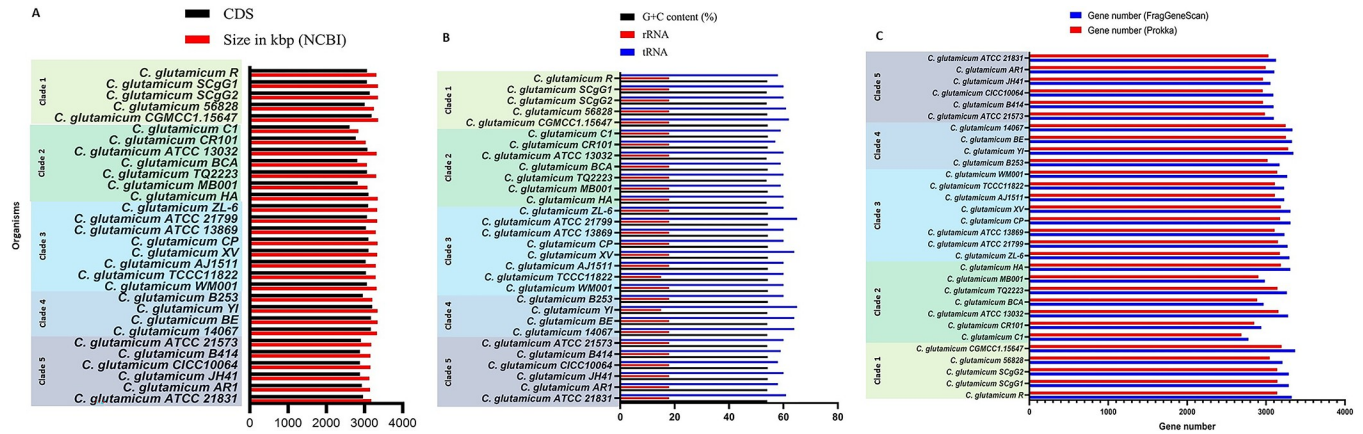 A
CDS
Size in kbp (NCBI)
Organisms
Clade 1
Clade 2
Clade 3
Clade 4
Clade 5
C. glutamicum R
C. glutamicum SCgG1
C. glutamicum SCgG2
C. glutamicum 56828
C. glutamicum CGMCC1.15647
C. glutamicum C1
C. glutamicum CR101
C. glutamicum ATCC 13032
C. glutamicum BCA
C. glutamicum TQ2223
C. glutamicum MB001
C. glutamicum HA
C. glutamicum ZL-6
C. glutamicum ATCC 21799
C. glutamicum ATCC 13869
C. glutamicum CP
C. glutamicum XV
C. glutamicum AJ1511
C. glutamicum TCCC11822
C. glutamicum WM001
C. glutamicum B253
C. glutamicum YI
C. glutamicum BE
C. glutamicum 14067
C. glutamicum ATCC 21573
C. glutamicum B414
C. glutamicum CICC10064
C. glutamicum JH41
C. glutamicum AR1
C. glutamicum ATCC 21831
0 1000 2000 3000 4000
B
G+C content (%)
rRNA
tRNA
Clade 1
Clade 2
Clade 3
Clade 4
Clade 5
C. glutamicum R
C. glutamicum SCgG1
C. glutamicum SCgG2
C. glutamicum 56828
C. glutamicum CGMCC1.15647
C. glutamicum C1
C. glutamicum CR101
C. glutamicum ATCC 13032
C. glutamicum BCA
C. glutamicum TQ2223
C. glutamicum MB001
C. glutamicum HA
C. glutamicum ZL-6
C. glutamicum ATCC 21799
C. glutamicum ATCC 13869
C. glutamicum CP
C. glutamicum XV
C. glutamicum AJ1511
C. glutamicum TCCC11822
C. glutamicum WM001
C. glutamicum B253
C. glutamicum YI
C. glutamicum BE
C. glutamicum 14067
C. glutamicum ATCC 21573
C. glutamicum B414
C. glutamicum CICC10064
C. glutamicum JH41
C. glutamicum AR1
C. glutamicum ATCC 21831
0 20 40 60 80
C
Gene number (FragGeneScan)
Gene number (Prokka)
Clade 5
Clade 4
Clade 3
Clade 2
Clade 1
C. glutamicum ATCC 21831
C. glutamicum AR1
C. glutamicum JH41
C. glutamicum CICC10064
C. glutamicum B414
C. glutamicum ATCC 21573
C. glutamicum 14067
C. glutamicum BE
C. glutamicum YI
C. glutamicum B253
C. glutamicum WM001
C. glutamicum TCCC11822
C. glutamicum AJ1511
C. glutamicum XV
C. glutamicum CP
C. glutamicum ATCC 13869
C. glutamicum ATCC 21799
C. glutamicum ZL-6
C. glutamicum HA
C. glutamicum MB001
C. glutamicum TQ2223
C. glutamicum BCA
C. glutamicum ATCC 13032
C. glutamicum CR101
C. glutamicum C1
C. glutamicum CGMCC1.15647
C. glutamicum 56828
C. glutamicum SCgG2
C. glutamicum SCgG1
C. glutamicum R
0 1000 2000 3000 4000
Gene number